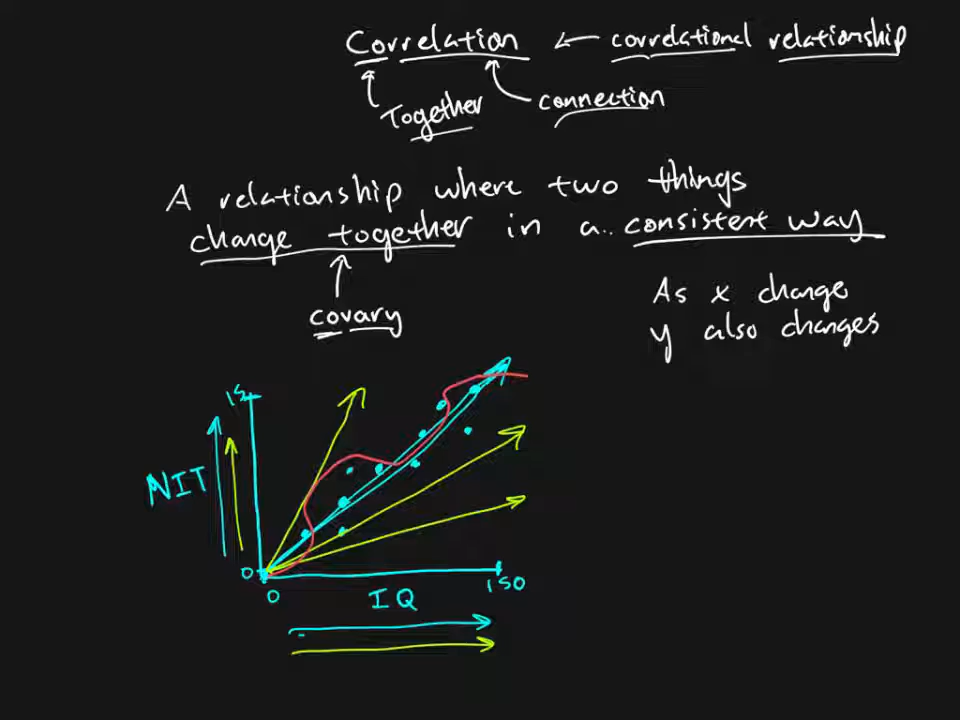 Correlation ← correlational relationship
Together connection
A relationship where two things
change together in a consistent way
covary
As x change
y also changes
15
NIT
0
0 IQ 150